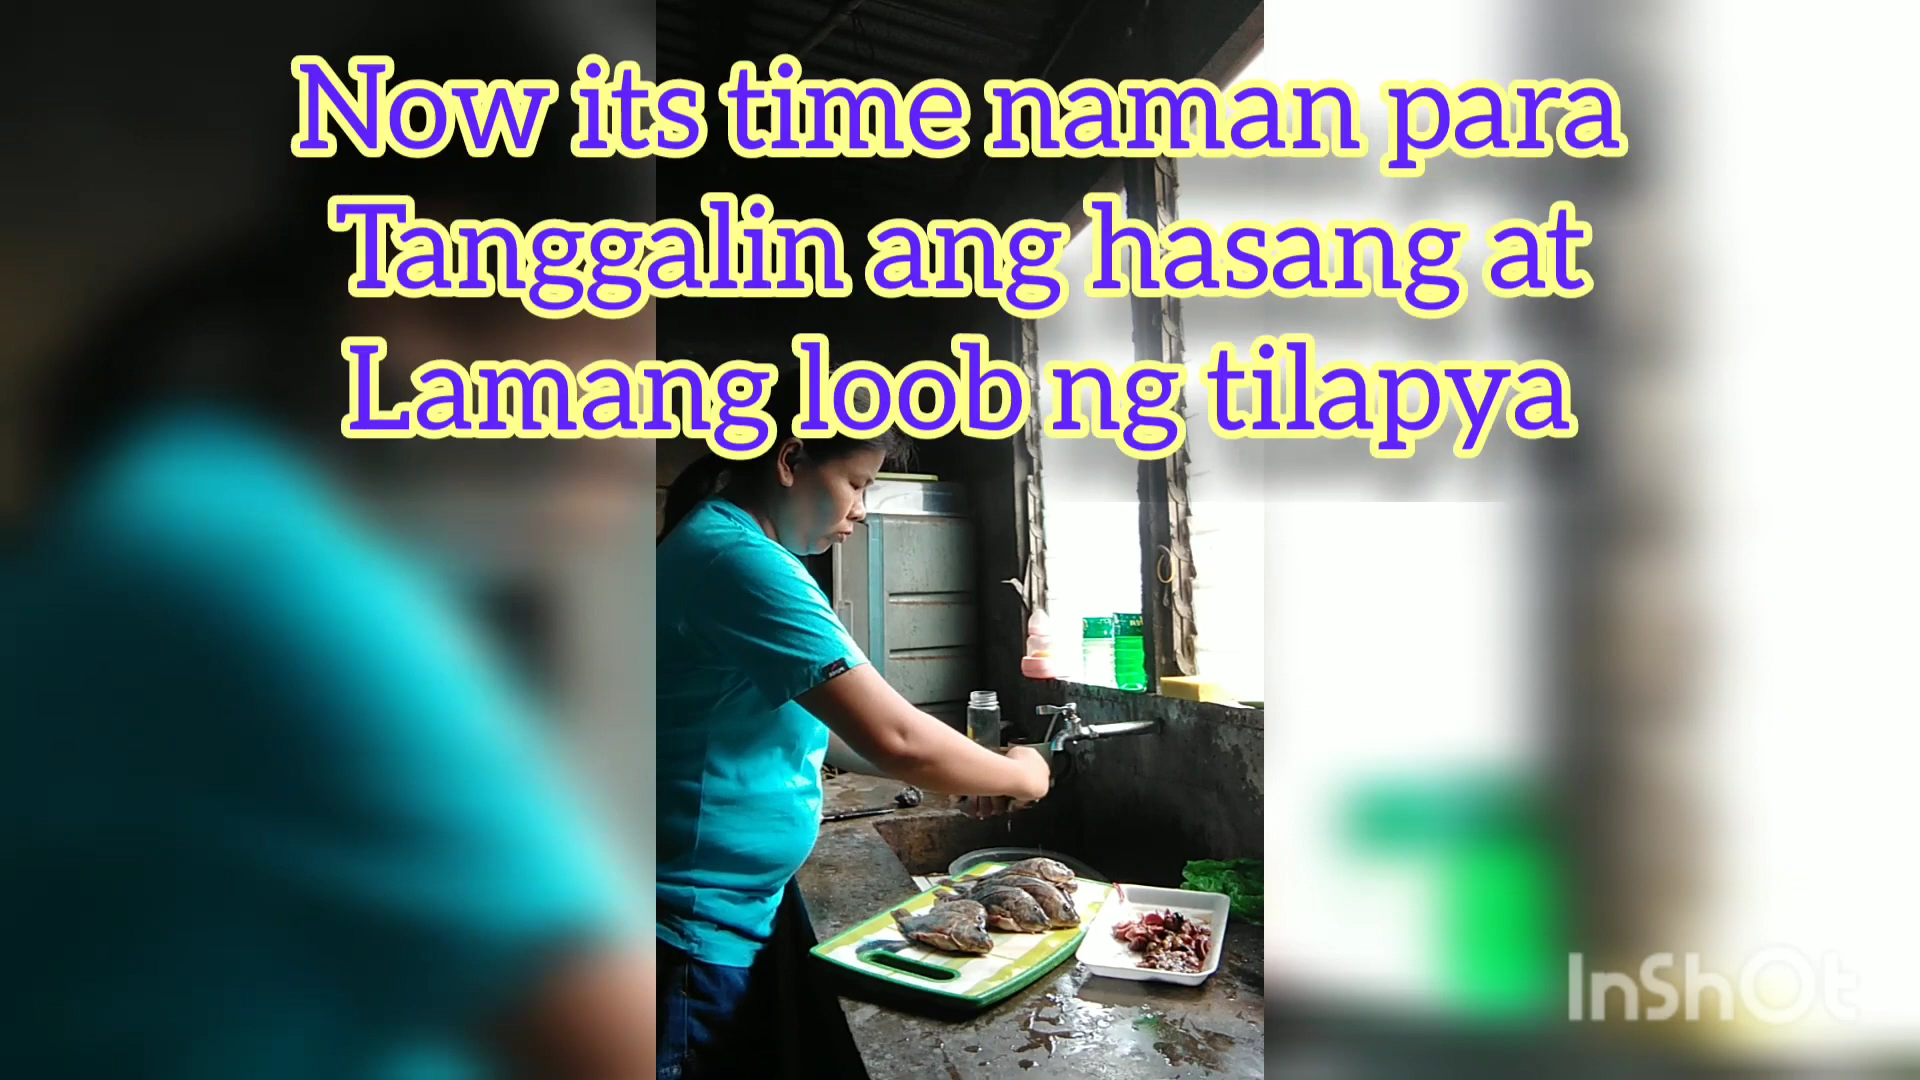 Now its time naman para
Tanggalin ang hasang at
Lamang loob ng tilapya
InShOt